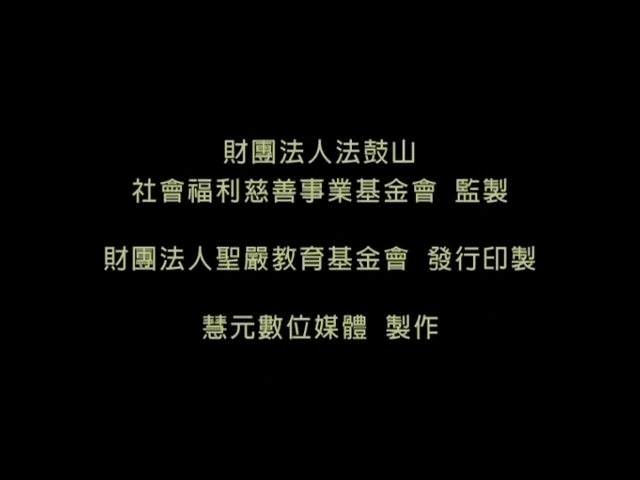 財團法人法鼓山
社會福利慈善事業基金會 監製
財團法人聖嚴教育基金會 發行印製
慧元數位媒體 製作